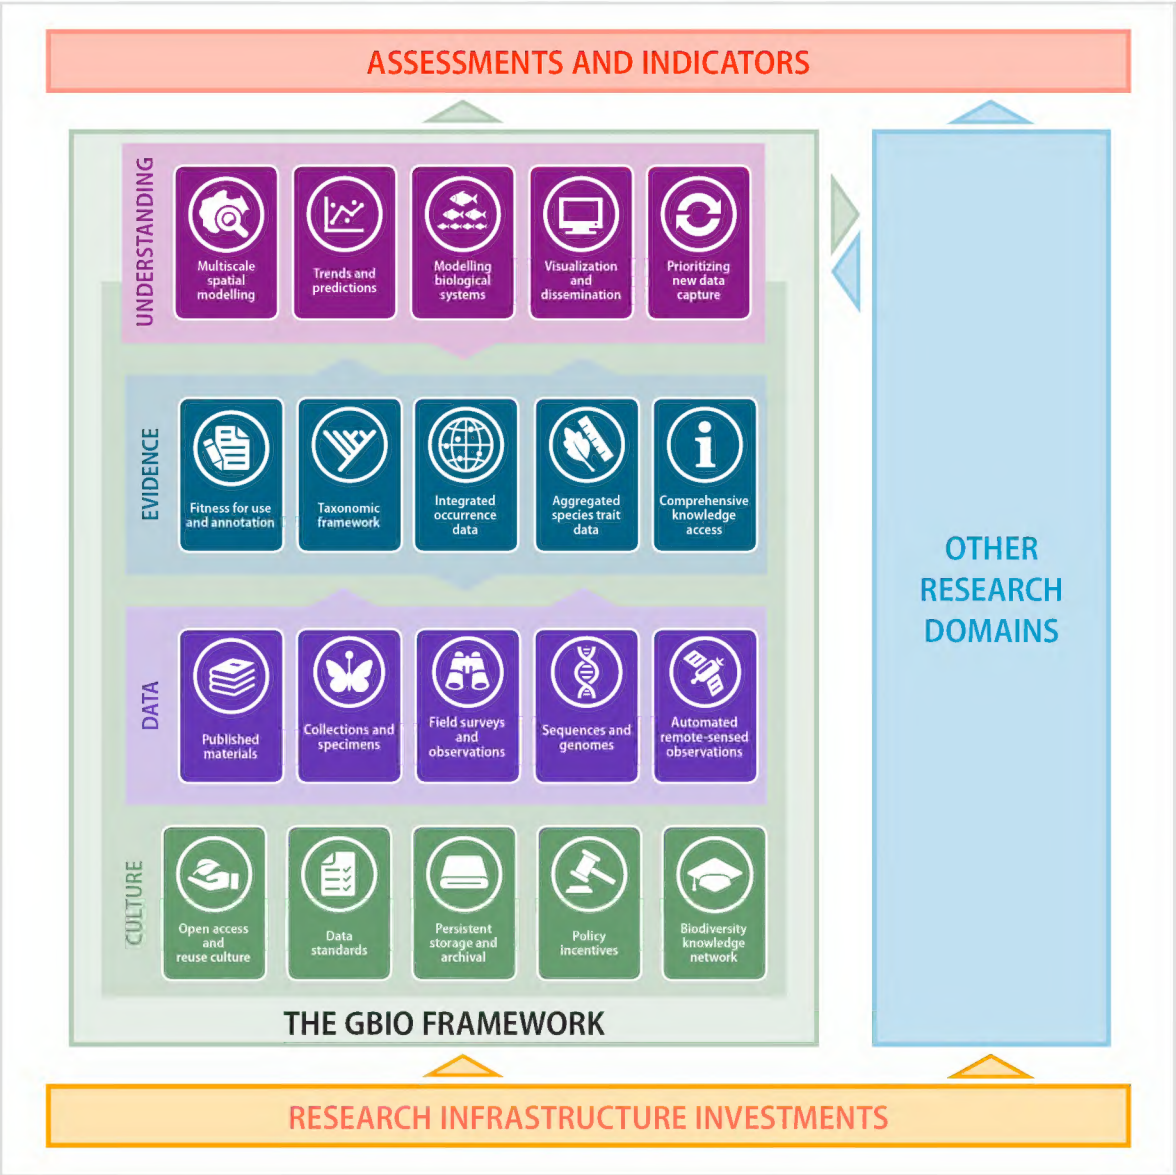 ASSESSMENTS AND INDICATORS
UNDERSTANDING
Multiscale
spatial
modelling
Trends and
predictions
Modelling
biological
systems
Visualization
and
dissemination
Prioritizing
new data
capture
EVIDENCE
Fitness for use
and annotation
Taxonomic
framework
Integrated
occurrence
data
Aggregated
species trait
data
Comprehensive
knowledge
access
DATA
Published
materials
Collections and
specimens
Field surveys
and
observations
Sequences and
genomes
Automated
remote-sensed
observations
CULTURE
Open access
and
reuse culture
Data
standards
Persistent
storage and
archival
Policy
incentives
Biodiversity
knowledge
network
THE GBIO FRAMEWORK
OTHER
RESEARCH
DOMAINS
RESEARCH INFRASTRUCTURE INVESTMENTS